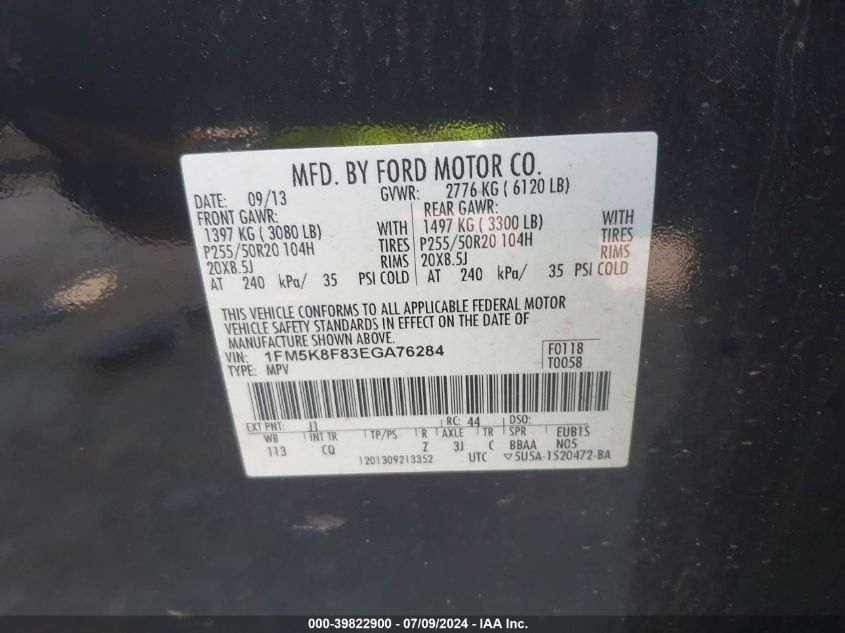 MFD. BY FORD MOTOR CO.
DATE: 09/13 GVWR: 2776 KG ( 6120 LB)
FRONT GAWR: REAR GAWR:
1397 KG ( 3080 LB) WITH 1497 KG ( 3300 LB) WITH
P255/50R20 104H TIRES P255/50R20 104H TIRES
20X8.5J RIMS 20X8.5J RIMS
AT 240 kPa/ 35 PSI COLD AT 240 kPa/ 35 PSI COLD
THIS VEHICLE CONFORMS TO ALL APPLICABLE FEDERAL MOTOR
VEHICLE SAFETY STANDARDS IN EFFECT ON THE DATE OF
MANUFACTURE SHOWN ABOVE.
VIN: 1FM5K8F83EGA76284 F0118
TYPE: MPV T0058
EXT PNT: J1 RC: 44 DSO:
WB INT TR TP/PS R AXLE TR SPR EUB1S
113 CQ Z 3J C BBAA N05
1201309213352 UTC ▽5U5A-1520472-BA
000-39822900 - 07/09/2024 - IAA Inc.